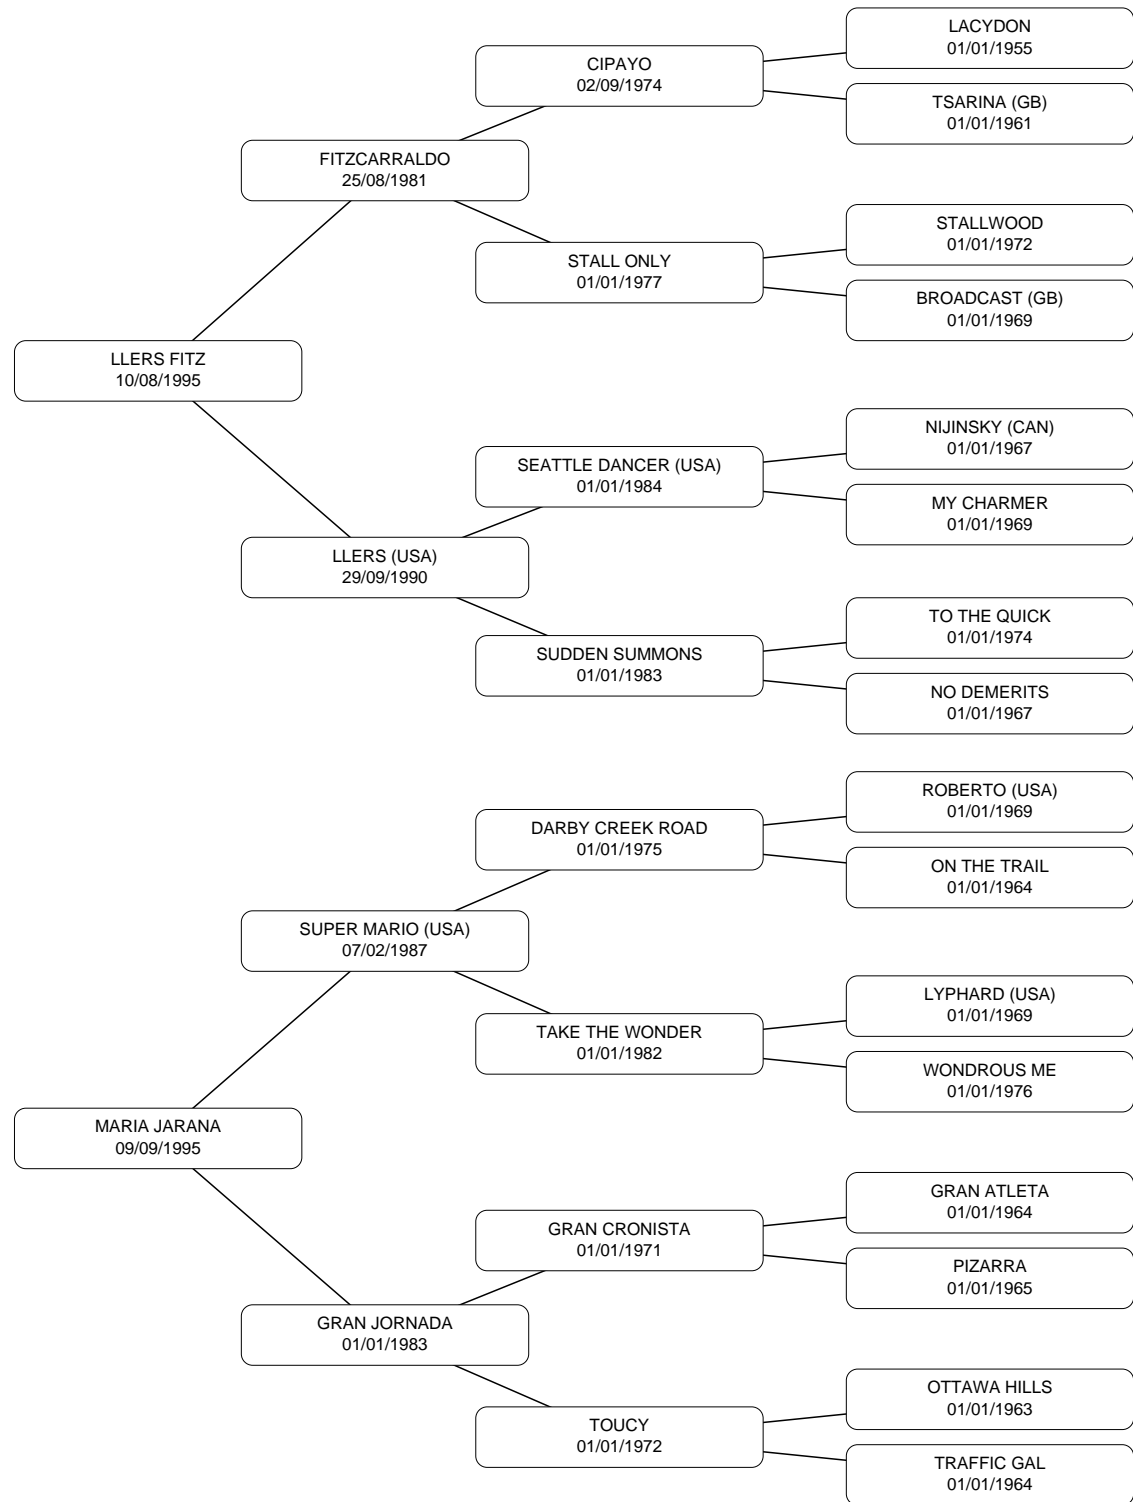 LACYDON
01/01/1955
CIPAYO
02/09/1974
TSARINA (GB)
01/01/1961
FITZCARRALDO
25/08/1981
STALLWOOD
01/01/1972
STALL ONLY
01/01/1977
BROADCAST (GB)
01/01/1969
LLERS FITZ
10/08/1995
NIJINSKY (CAN)
01/01/1967
SEATTLE DANCER (USA)
01/01/1984
MY CHARMER
01/01/1969
LLERS (USA)
29/09/1990
TO THE QUICK
01/01/1974
SUDDEN SUMMONS
01/01/1983
NO DEMERITS
01/01/1967
ROBERTO (USA)
01/01/1969
DARBY CREEK ROAD
01/01/1975
ON THE TRAIL
01/01/1964
SUPER MARIO (USA)
07/02/1987
LYPHARD (USA)
01/01/1969
TAKE THE WONDER
01/01/1982
WONDROUS ME
01/01/1976
MARIA JARANA
09/09/1995
GRAN ATLETA
01/01/1964
GRAN CRONISTA
01/01/1971
PIZARRA
01/01/1965
GRAN JORNADA
01/01/1983
OTTAWA HILLS
01/01/1963
TOUCY
01/01/1972
TRAFFIC GAL
01/01/1964